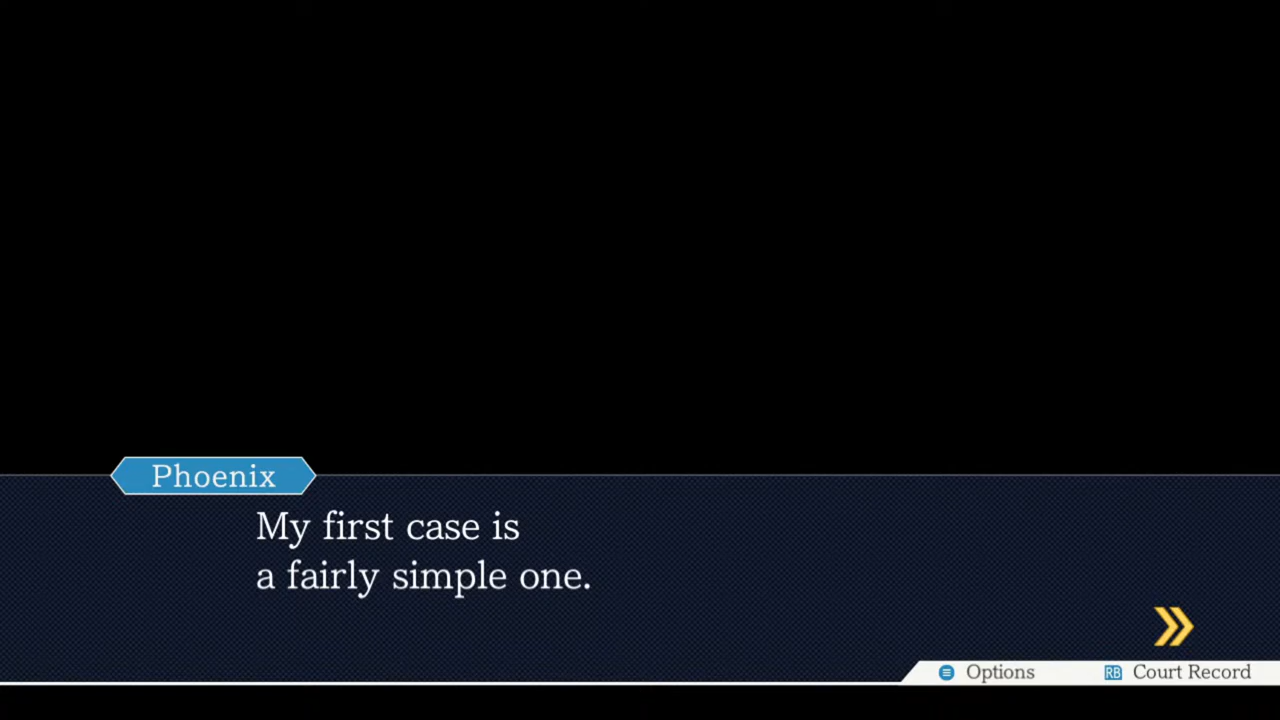 Phoenix
My first case is
a fairly simple one.
Options RB Court Record